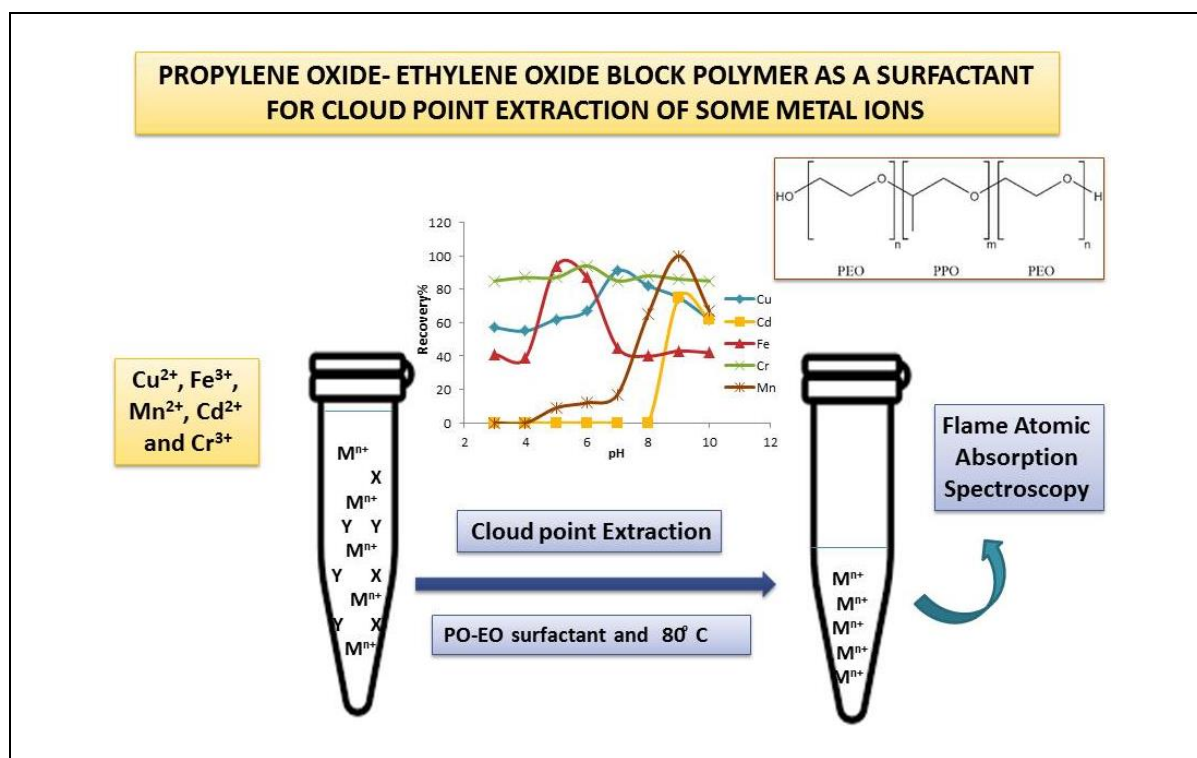 PROPYLENE OXIDE- ETHYLENE OXIDE BLOCK POLYMER AS A SURFACTANT
FOR CLOUD POINT EXTRACTION OF SOME METAL IONS
HO
O
O
O
H
n
m
n
PEO PPO PEO
120
100
80
60
40
20
0
Recovery%
2 4 6 8 10 12
pH
Cu
Cd
Fe
Cr
Mn
Cu²⁺, Fe³⁺,
Mn²⁺, Cd²⁺
and Cr³⁺
Mⁿ⁺
X
Mⁿ⁺
Y Y
Mⁿ⁺
Y X
Mⁿ⁺
Y X
Mⁿ⁺
Cloud point Extraction
PO-EO surfactant and 80° C
Mⁿ⁺
Mⁿ⁺
Mⁿ⁺
Mⁿ⁺
Mⁿ⁺
Flame Atomic
Absorption
Spectroscopy